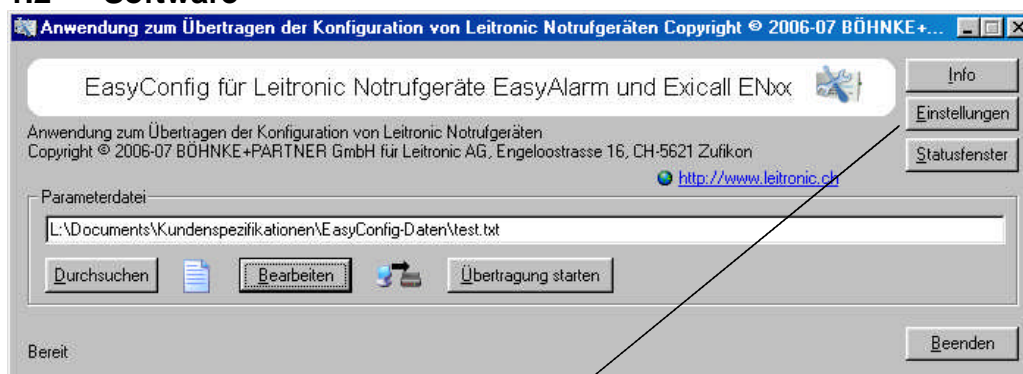 1.2 Software
Anwendung zum Übertragen der Konfiguration von Leitronic Notrufgeräten Copyright © 2006-07 BÖHNKE+...
EasyConfig für Leitronic Notrufgeräte EasyAlarm und Exicall ENxx
Info
Einstellungen
Statusfenster
Anwendung zum Übertragen der Konfiguration von Leitronic Notrufgeräten
Copyright © 2006-07 BÖHNKE+PARTNER GmbH für Leitronic AG, Engeloostrasse 16, CH-5621 Zufikon
http://www.leitronic.ch
Parameterdatei
L:\Documents\Kundenspezifikationen\EasyConfig-Daten\test.txt
Durchsuchen
Bearbeiten
Übertragung starten
Bereit
Beenden